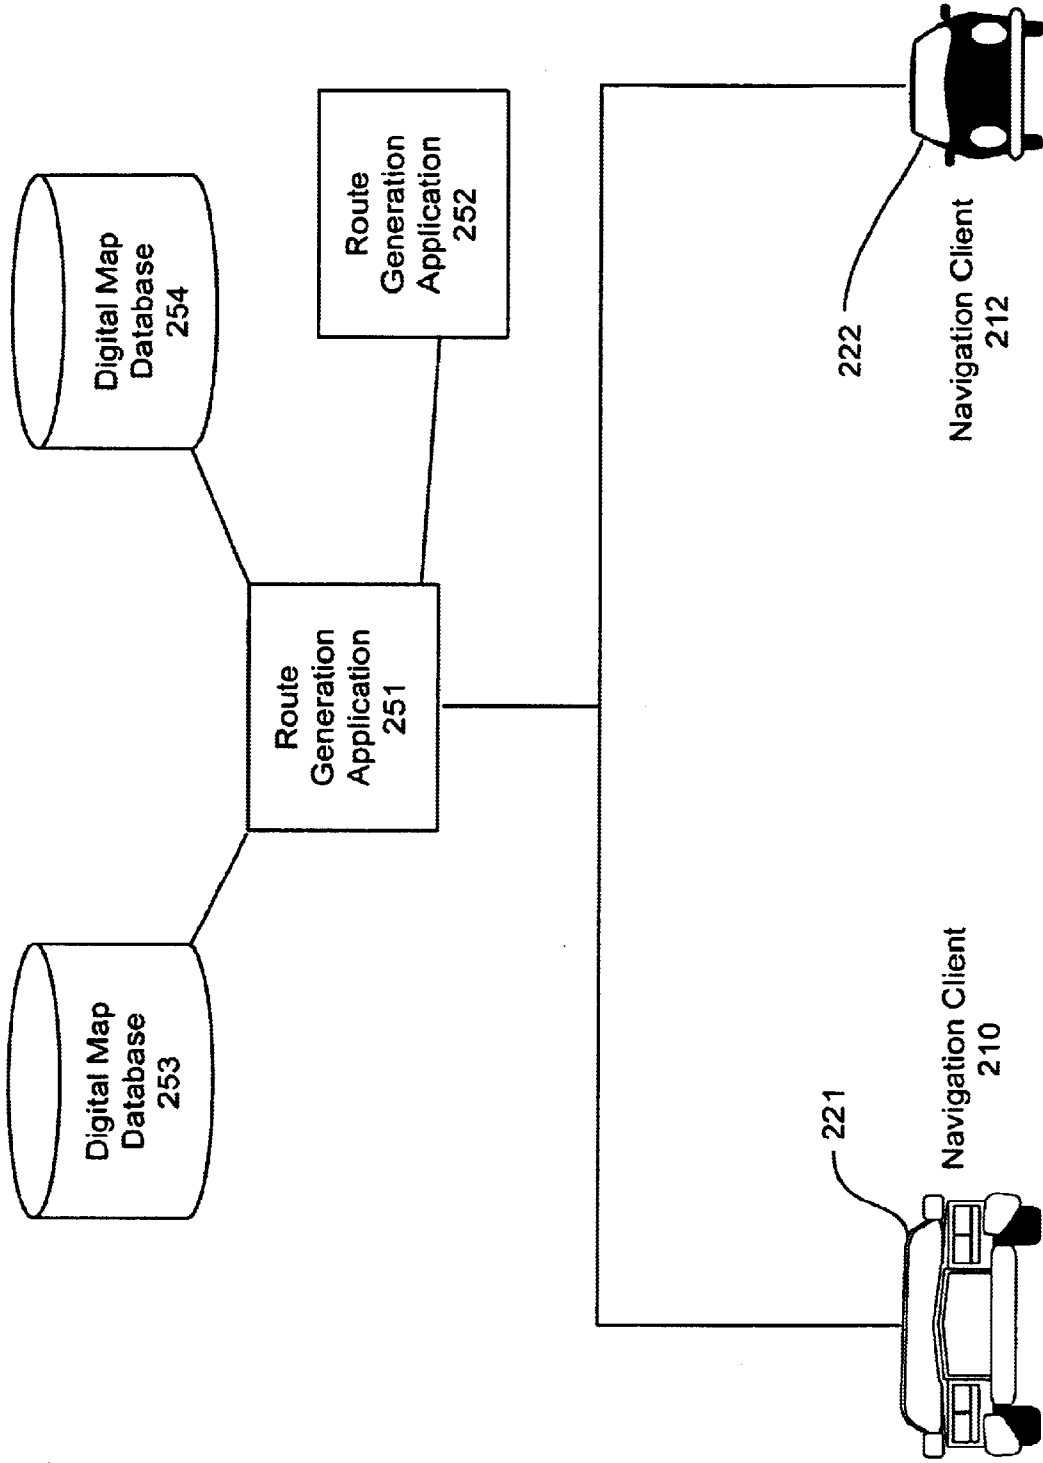 Digital Map
Database
253
Digital Map
Database
254
Route
Generation
Application
251
Route
Generation
Application
252
221
Navigation Client
210
222
Navigation Client
212